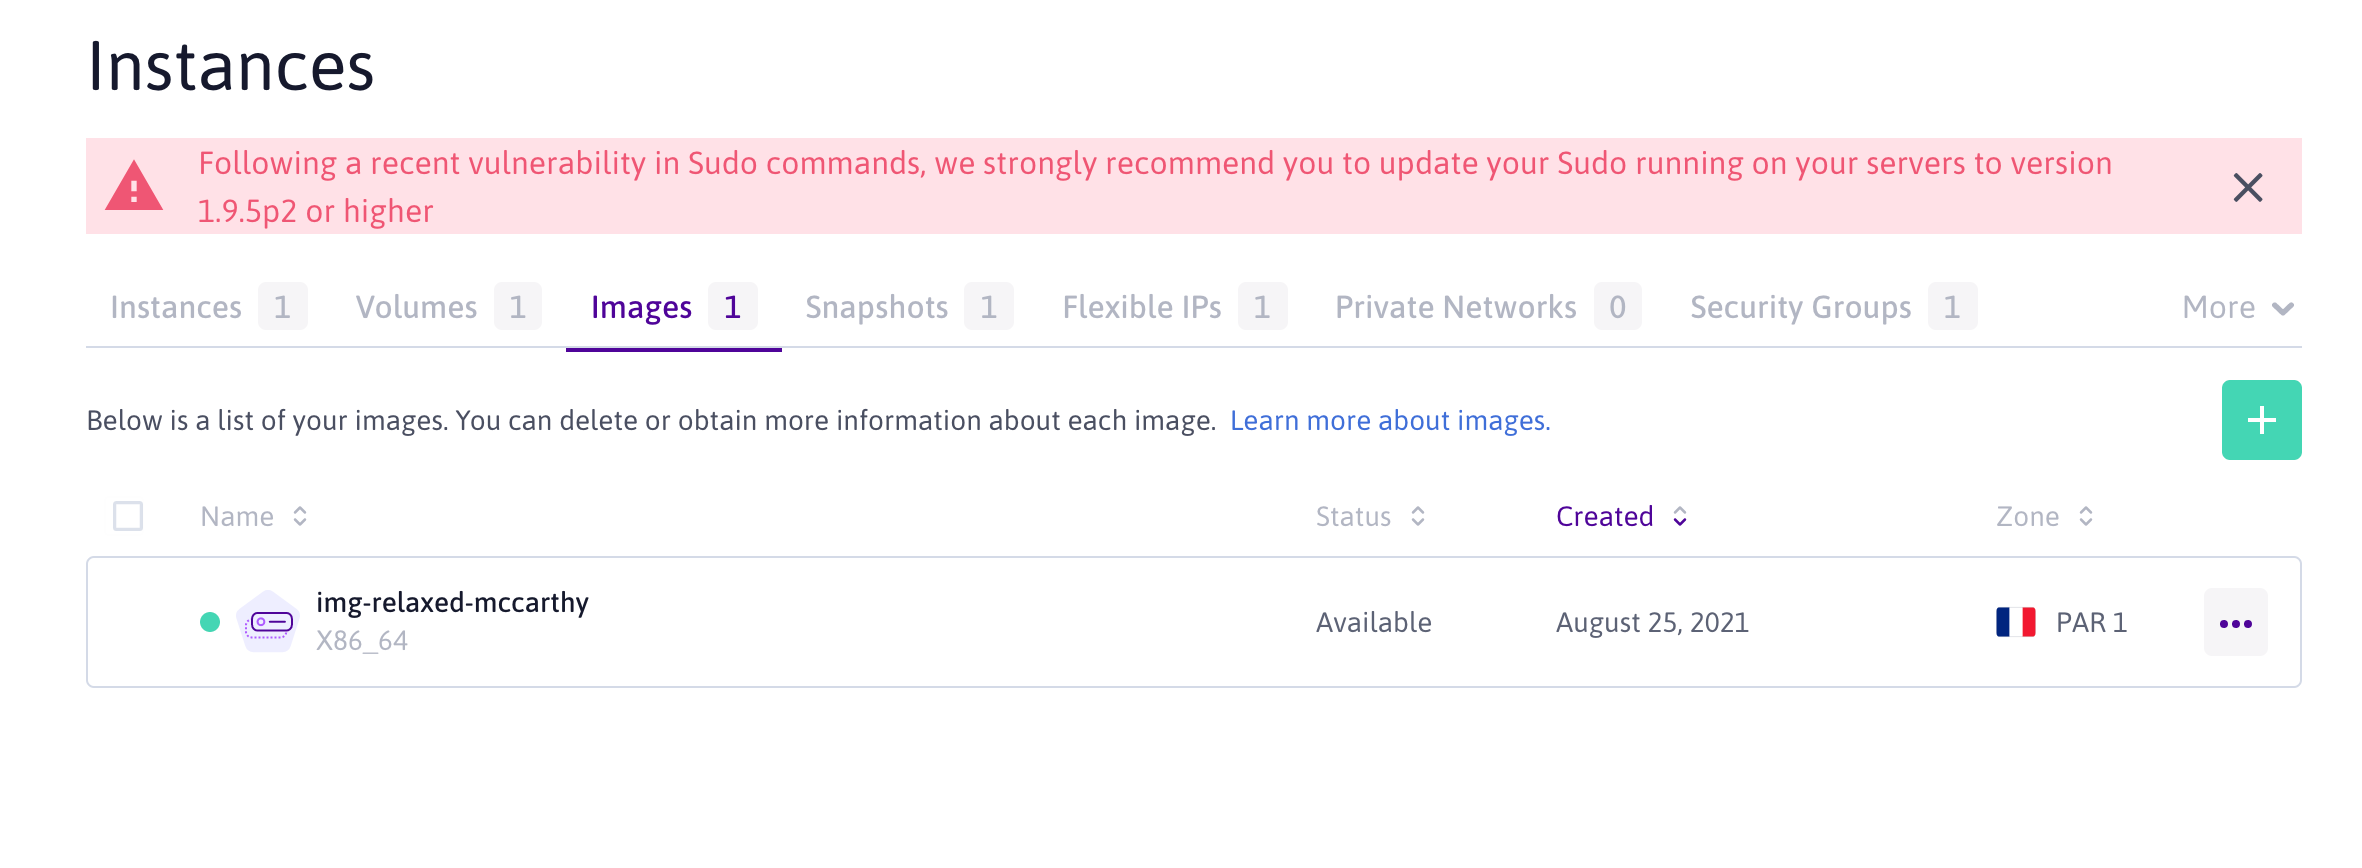 Instances
Following a recent vulnerability in Sudo commands, we strongly recommend you to update your Sudo running on your servers to version
1.9.5p2 or higher
Instances 1 Volumes 1 Images 1 Snapshots 1 Flexible IPs 1 Private Networks 0 Security Groups 1 More
Below is a list of your images. You can delete or obtain more information about each image. Learn more about images.
Name Status Created Zone
img-relaxed-mccarthy
X86_64
Available August 25, 2021 PAR 1